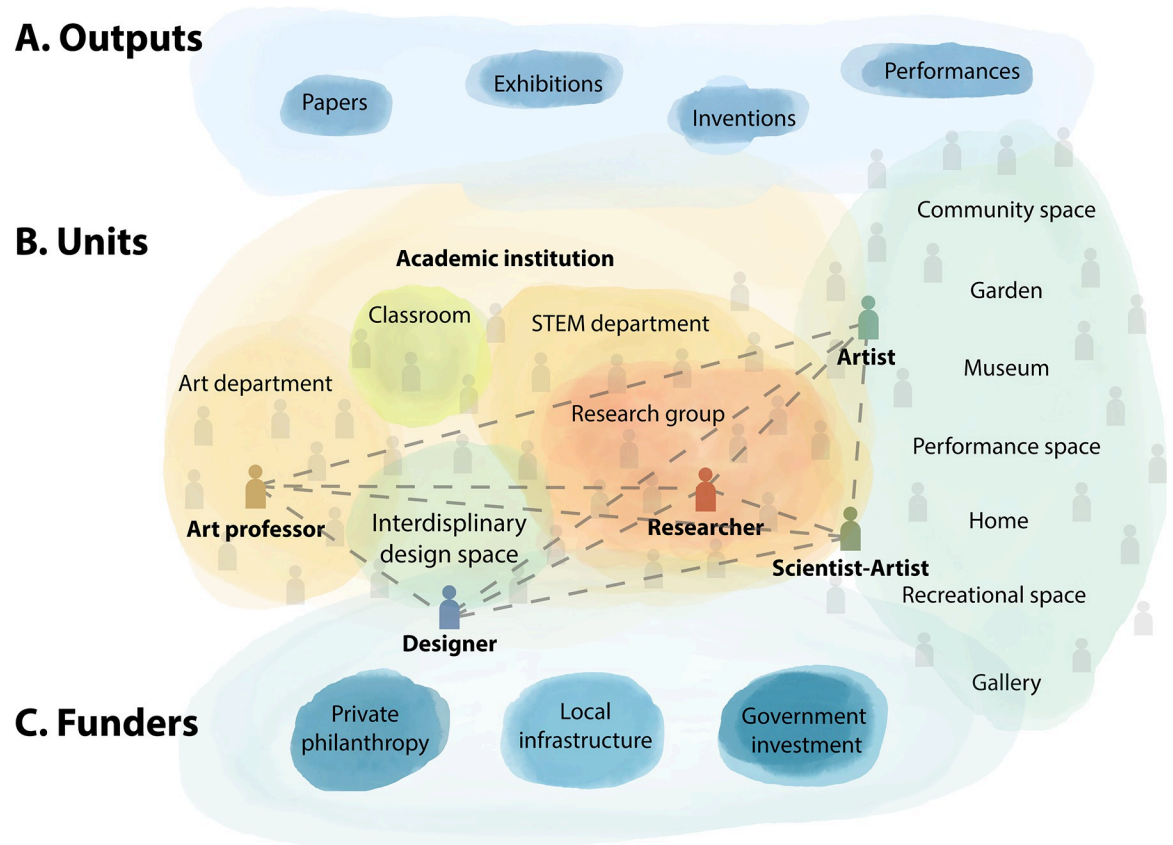 A. Outputs
Papers
Exhibitions
Inventions
Performances
B. Units
Academic institution
Classroom
STEM department
Art department
Research group
Art professor
Interdisplinary
design space
Researcher
Designer
Artist
Scientist-Artist
Community space
Garden
Museum
Performance space
Home
Recreational space
Gallery
C. Funders
Private
philanthropy
Local
infrastructure
Government
investment